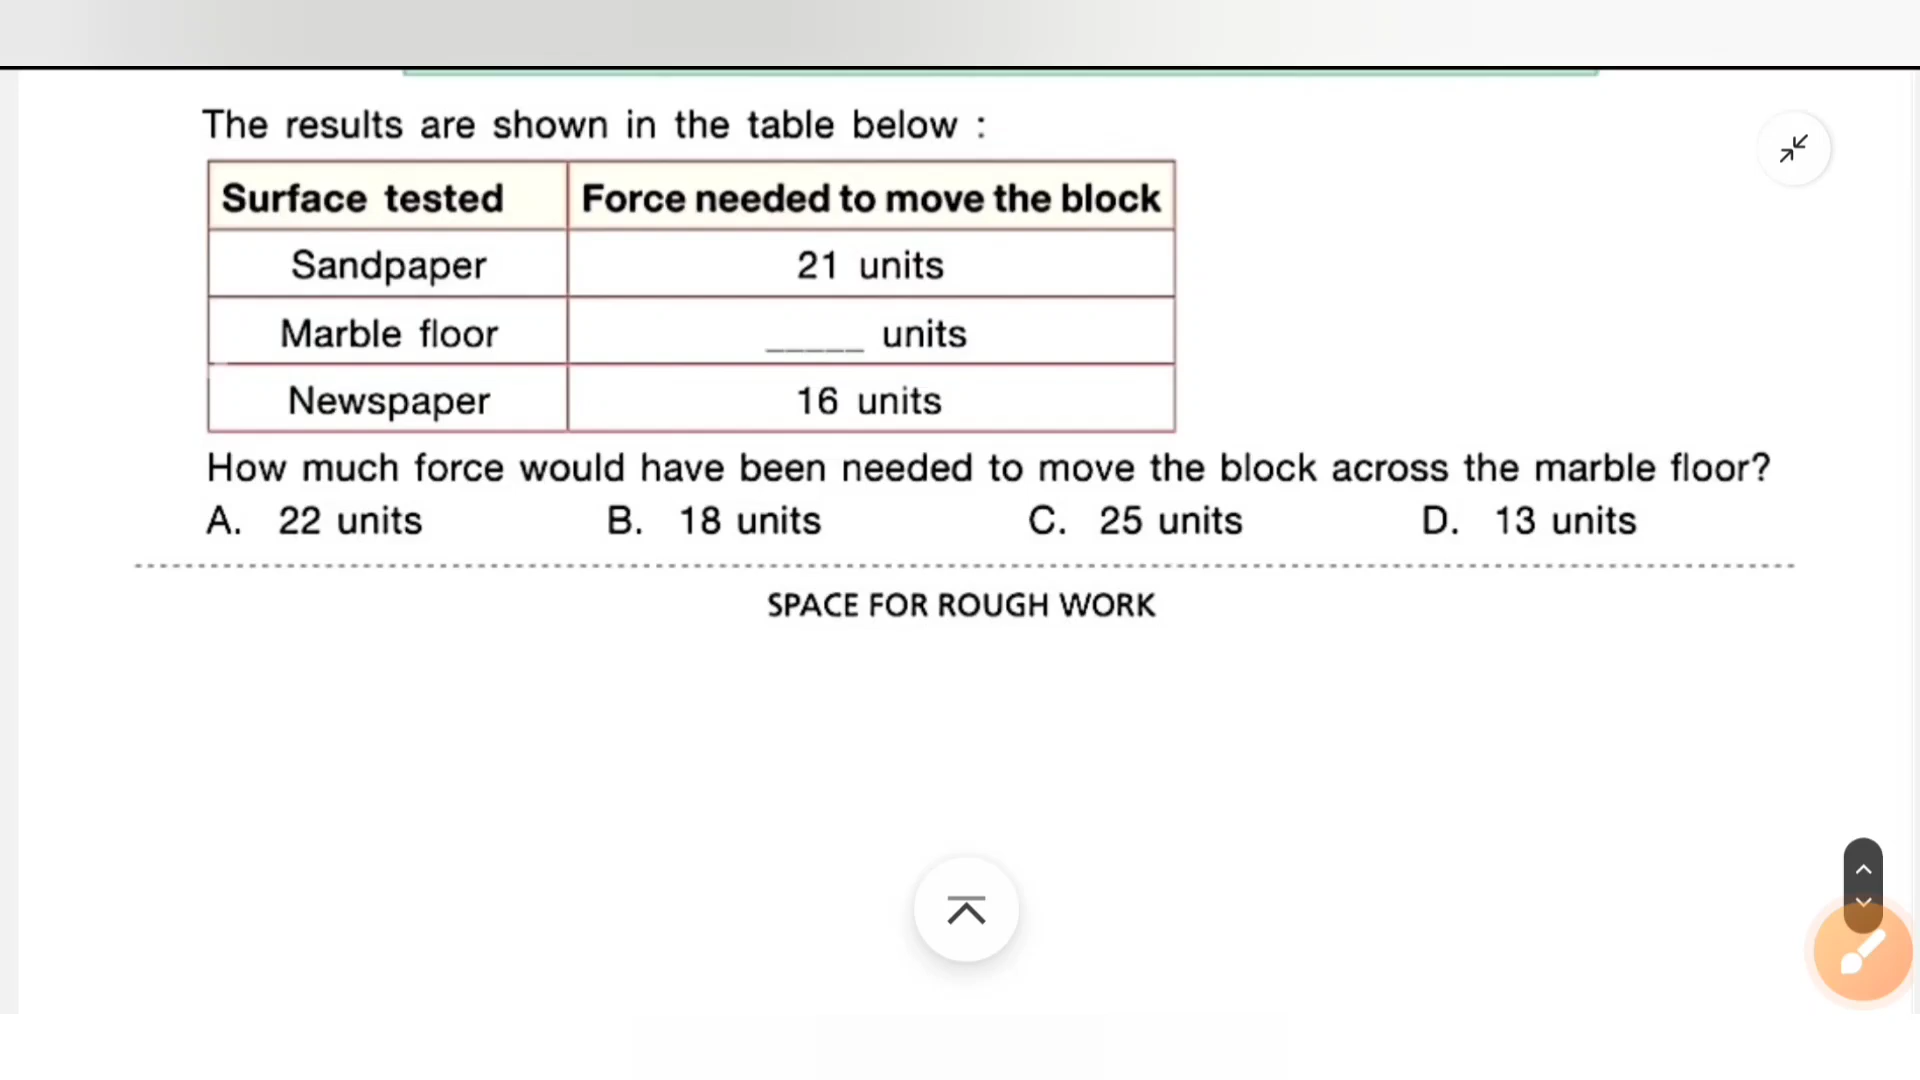 The results are shown in the table below :
Surface tested Force needed to move the block
Sandpaper 21 units
Marble floor _____ units
Newspaper 16 units
How much force would have been needed to move the block across the marble floor?
A. 22 units B. 18 units C. 25 units D. 13 units
SPACE FOR ROUGH WORK